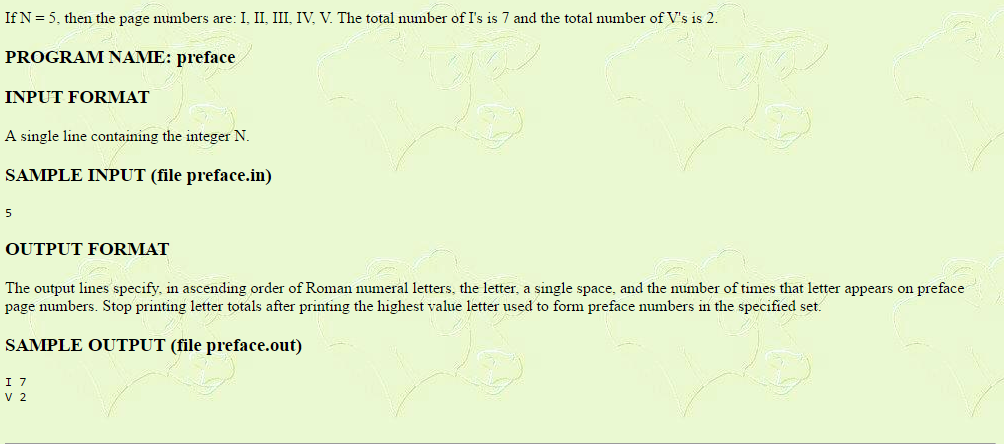 If N = 5, then the page numbers are: I, II, III, IV, V. The total number of I's is 7 and the total number of V's is 2.
PROGRAM NAME: preface
INPUT FORMAT
A single line containing the integer N.
SAMPLE INPUT (file preface.in)
5
OUTPUT FORMAT
The output lines specify, in ascending order of Roman numeral letters, the letter, a single space, and the number of times that letter appears on preface
page numbers. Stop printing letter totals after printing the highest value letter used to form preface numbers in the specified set.
SAMPLE OUTPUT (file preface.out)
I 7
V 2